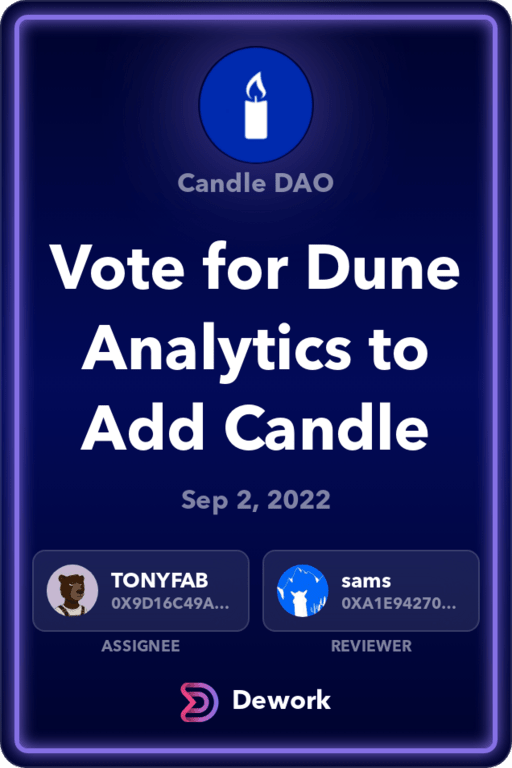 Candle DAO
Vote for Dune
Analytics to
Add Candle
Sep 2, 2022
TONYFAB
0X9D16C49A...
sams
0XA1E94270...
ASSIGNEE
REVIEWER
Dework